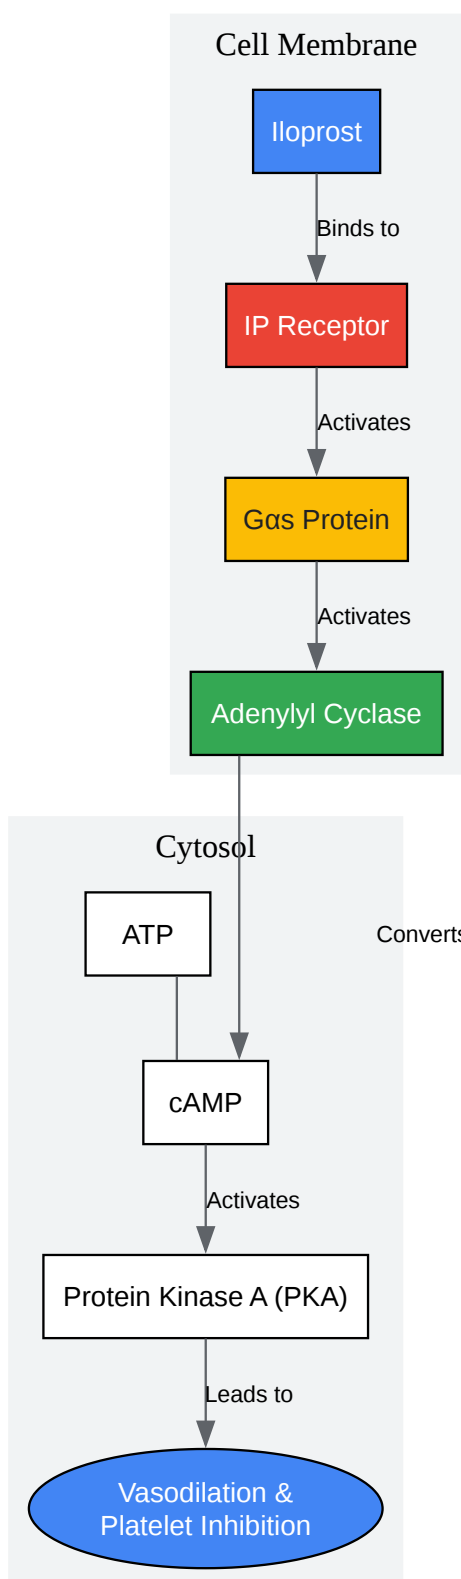 Cell Membrane
Iloprost
Binds to
IP Receptor
Activates
Gαs Protein
Activates
Adenylyl Cyclase
Cytosol
ATP
Converts
cAMP
Activates
Protein Kinase A (PKA)
Leads to
Vasodilation &
Platelet Inhibition